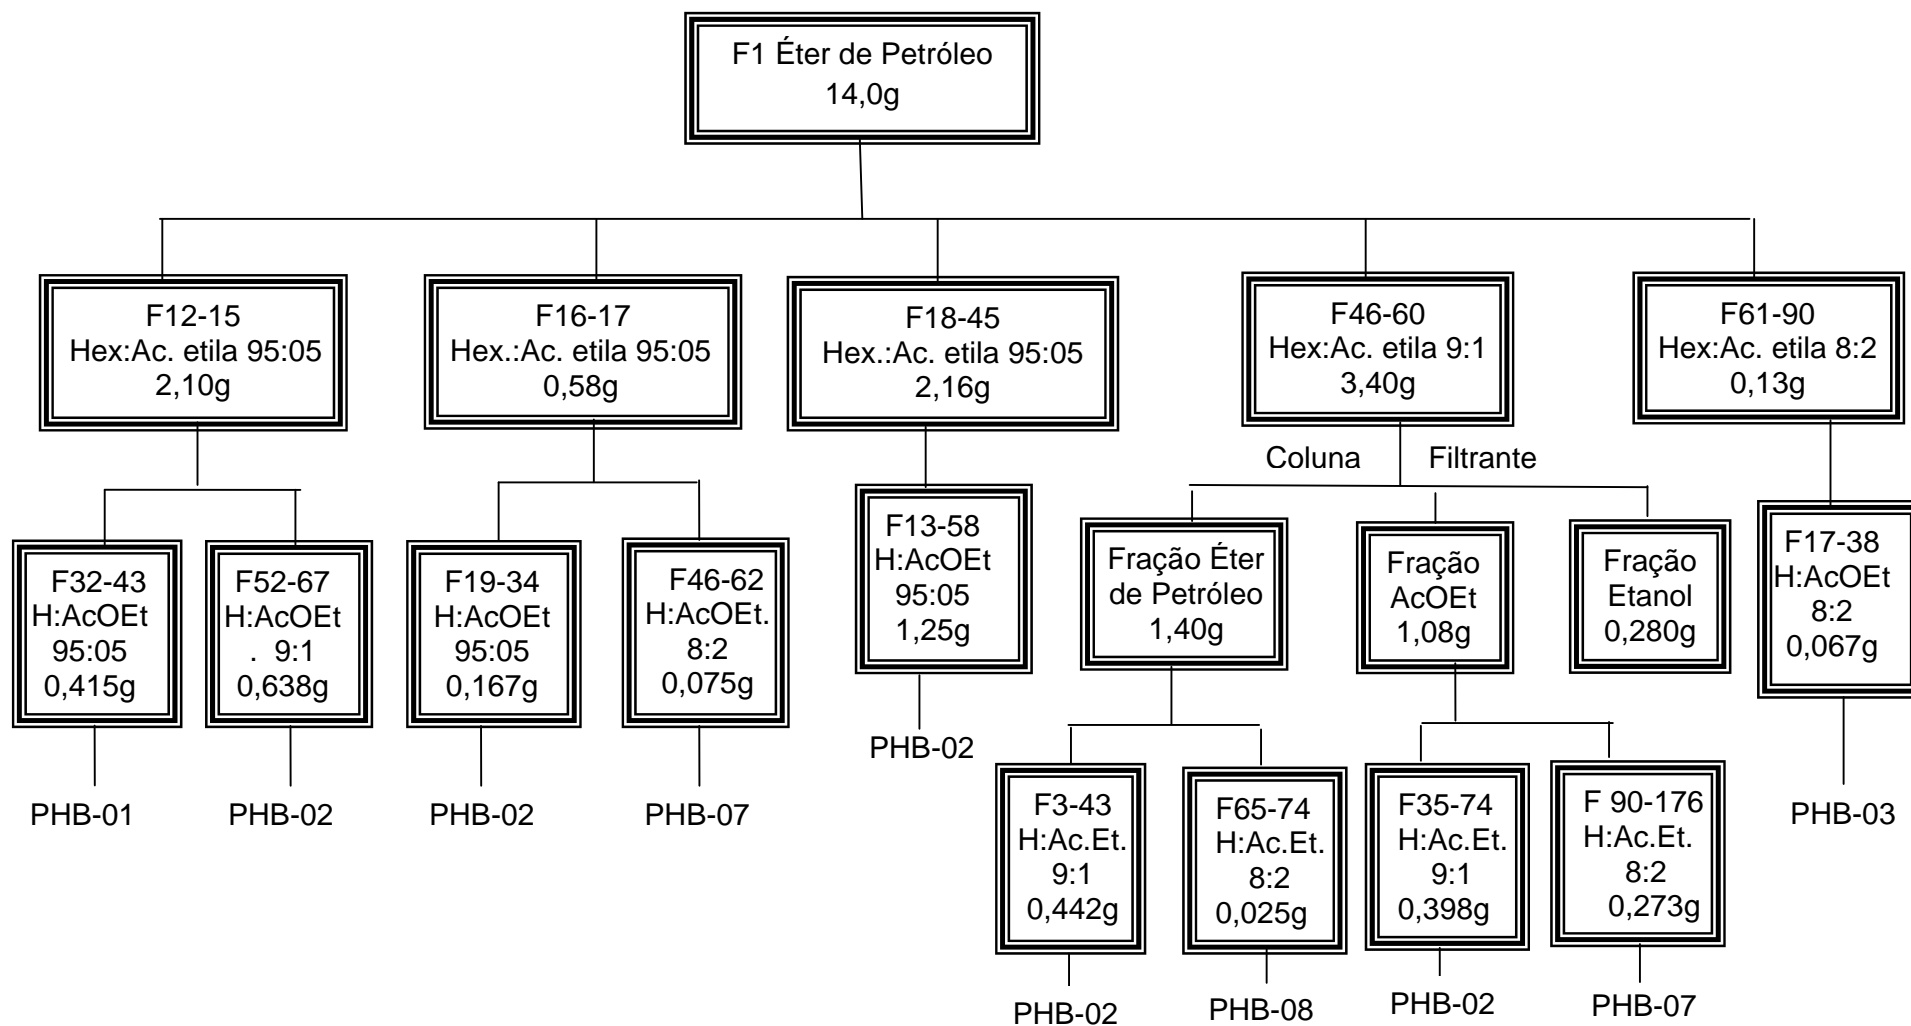 F1 Éter de Petróleo
14,0g
F12-15
Hex:Ac. etila 95:05
2,10g
F16-17
Hex.:Ac. etila 95:05
0,58g
F18-45
Hex.:Ac. etila 95:05
2,16g
F46-60
Hex:Ac. etila 9:1
3,40g
F61-90
Hex:Ac. etila 8:2
0,13g
Coluna Filtrante
F32-43
H:AcOEt
95:05
0,415g
F52-67
H:AcOEt
. 9:1
0,638g
F19-34
H:AcOEt
95:05
0,167g
F46-62
H:AcOEt.
8:2
0,075g
F13-58
H:AcOEt
95:05
1,25g
Fração Éter
de Petróleo
1,40g
Fração
AcOEt
1,08g
Fração
Etanol
0,280g
F17-38
H:AcOEt
8:2
0,067g
PHB-01
PHB-02
PHB-02
PHB-07
PHB-02
F3-43
H:Ac.Et.
9:1
0,442g
F65-74
H:Ac.Et.
8:2
0,025g
F35-74
H:Ac.Et.
9:1
0,398g
F 90-176
H:Ac.Et.
8:2
0,273g
PHB-03
PHB-02
PHB-08
PHB-02
PHB-07